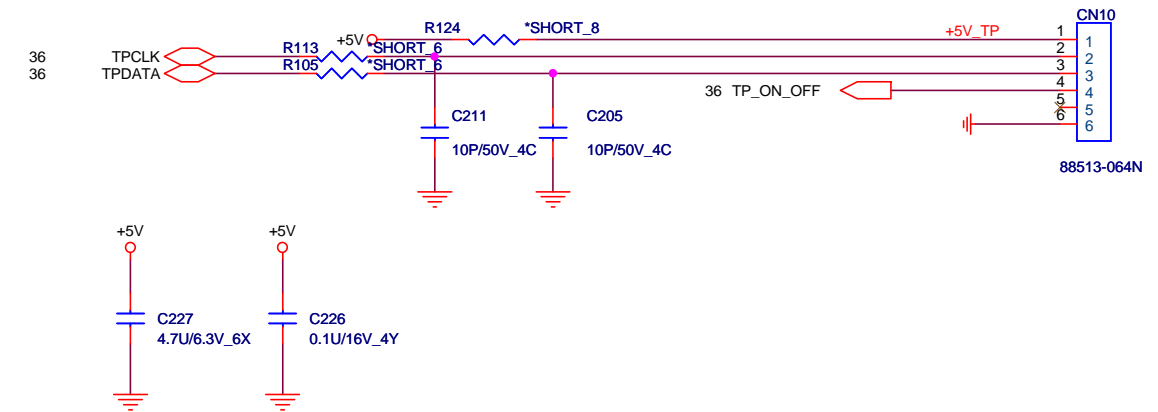 CN10
R124 *SHORT_8
+5V_TP
1 1
+5V
36 TPCLK R113 *SHORT_6 2 2
36 TPDATA R105 *SHORT_6 3 3
36 TP_ON_OFF 4 4
5 5
6 6
C211
10P/50V_4C
C205
10P/50V_4C
88513-064N
+5V
+5V
C227
4.7U/6.3V_6X
C226
0.1U/16V_4Y